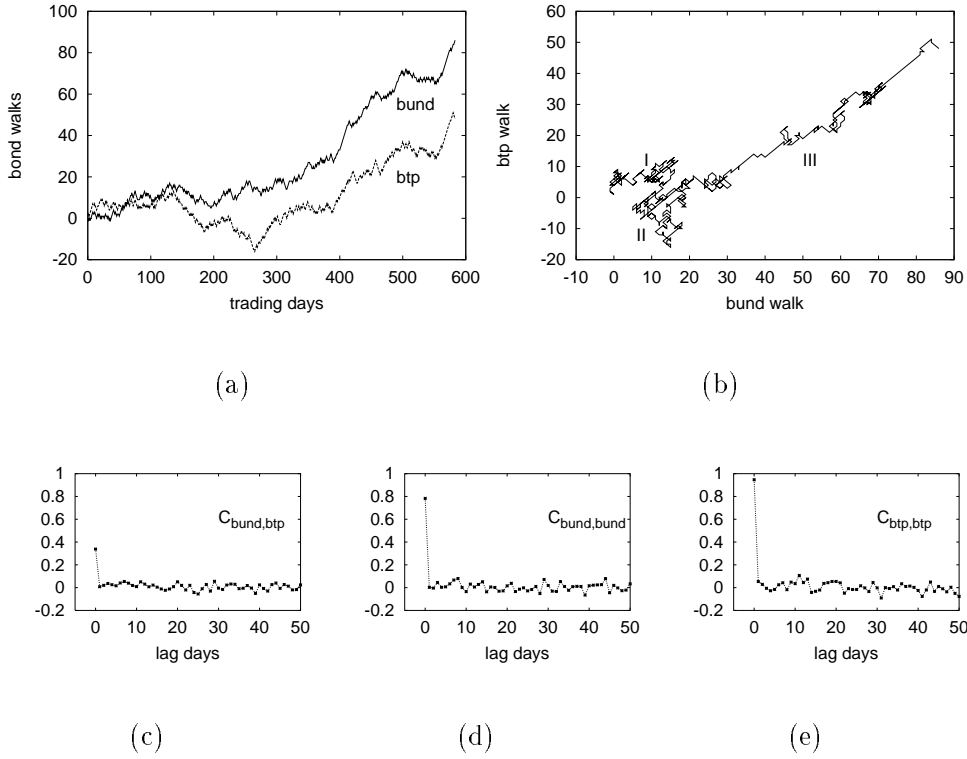 100
80
60
40
20
0
-20
0 100 200 300 400 500 600
bond walks
trading days
bund
btp
(a)
60
50
40
30
20
10
0
-10
-20
-10 0 10 20 30 40 50 60 70 80 90
btp walk
bund walk
I
II
III
(b)
1
0.8
0.6
0.4
0.2
0
-0.2
0 10 20 30 40 50
C bund,btp
lag days
(c)
1
0.8
0.6
0.4
0.2
0
-0.2
0 10 20 30 40 50
C bund,bund
lag days
(d)
1
0.8
0.6
0.4
0.2
0
-0.2
0 10 20 30 40 50
C btp,btp
lag days
(e)